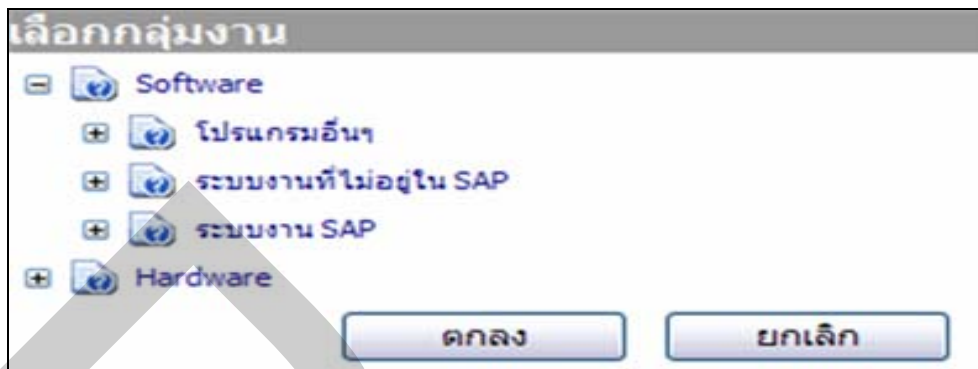 เลือกกลุ่มงาน
Software
โปรแกรมอื่นๆ
ระบบงานที่ไม่อยู่ใน SAP
ระบบงาน SAP
Hardware
ตกลง ยกเลิก